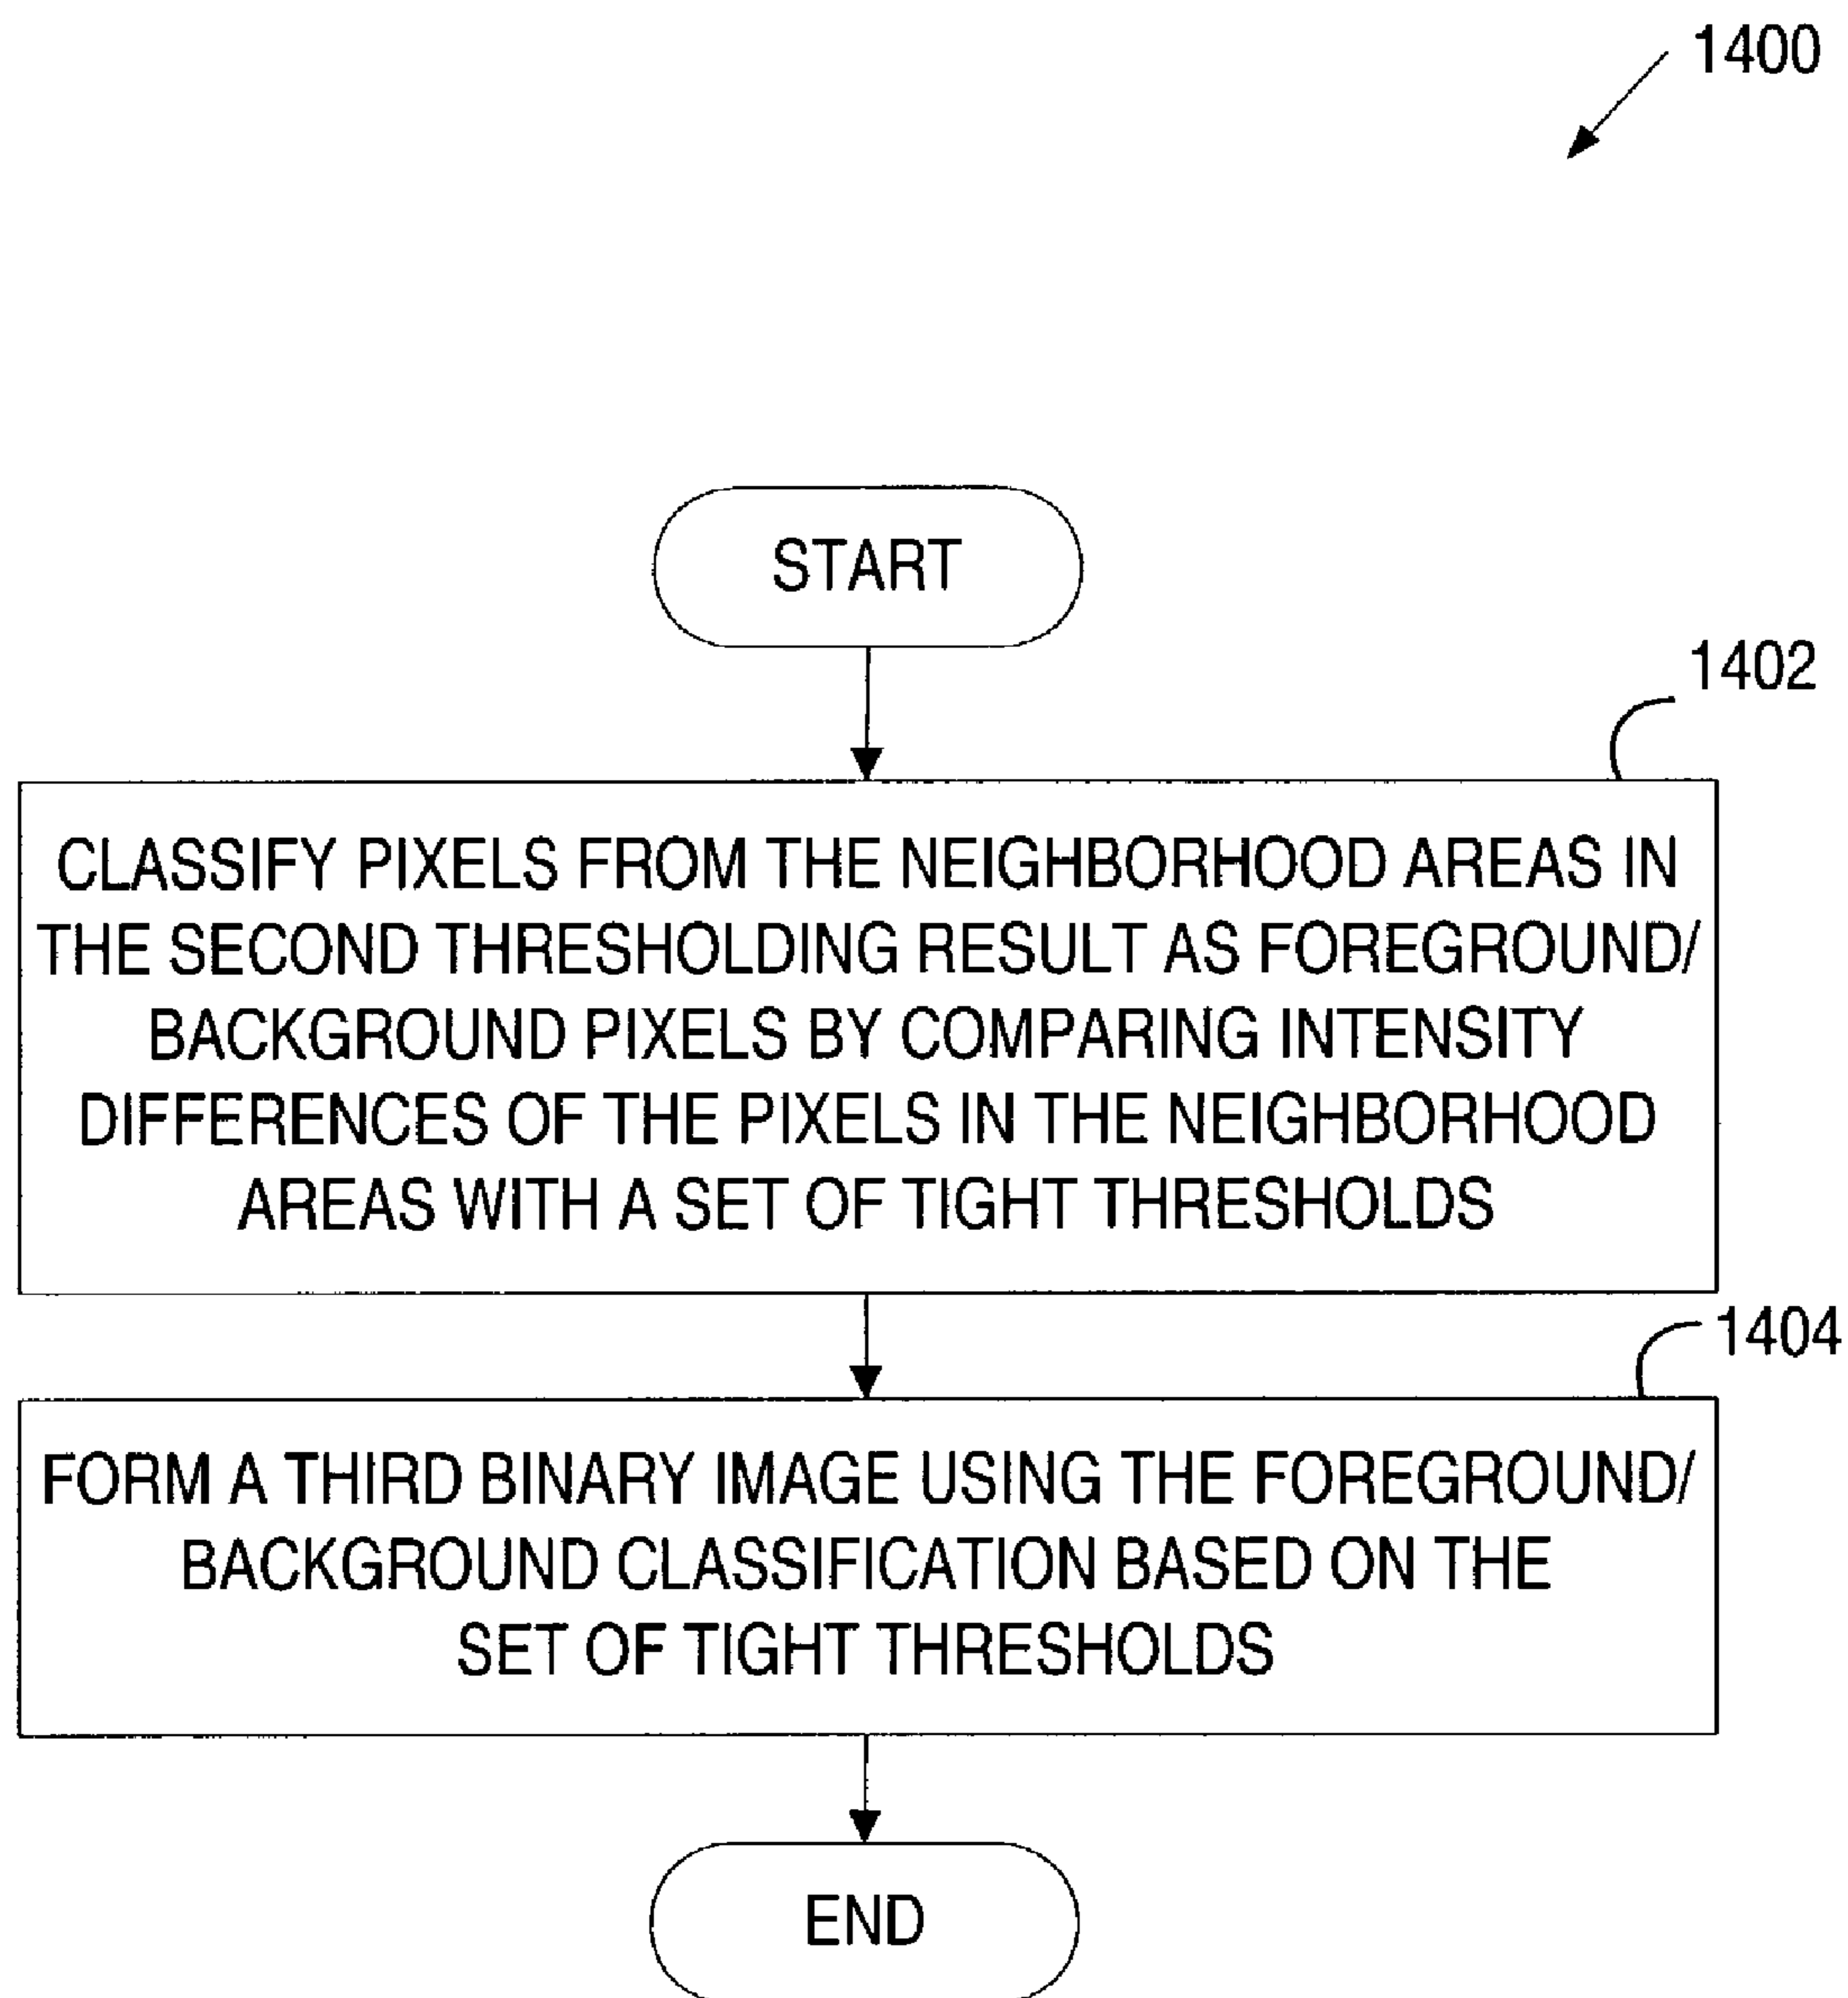 1400
START
1402
CLASSIFY PIXELS FROM THE NEIGHBORHOOD AREAS IN
THE SECOND THRESHOLDING RESULT AS FOREGROUND/
BACKGROUND PIXELS BY COMPARING INTENSITY
DIFFERENCES OF THE PIXELS IN THE NEIGHBORHOOD
AREAS WITH A SET OF TIGHT THRESHOLDS
1404
FORM A THIRD BINARY IMAGE USING THE FOREGROUND/
BACKGROUND CLASSIFICATION BASED ON THE
SET OF TIGHT THRESHOLDS
END